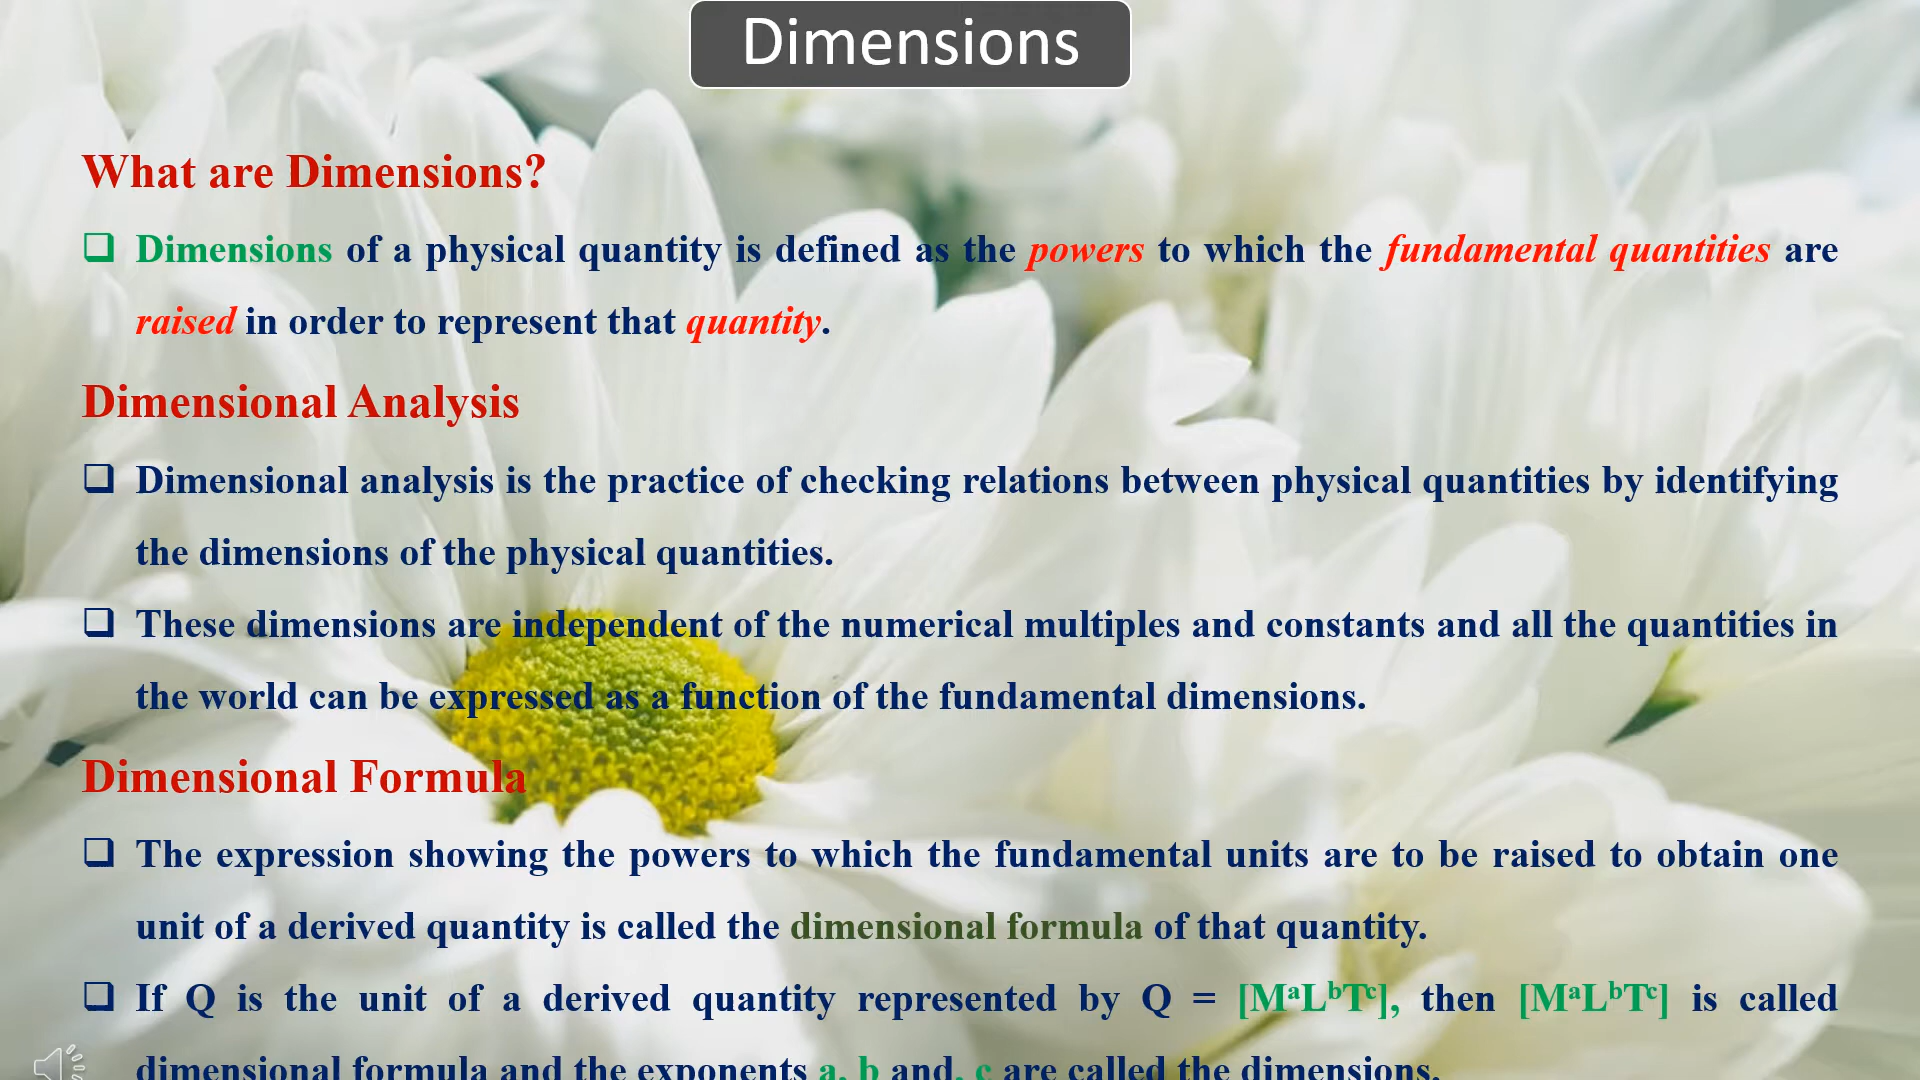 Dimensions
What are Dimensions?
❑ Dimensions of a physical quantity is defined as the powers to which the fundamental quantities are
raised in order to represent that quantity.
Dimensional Analysis
❑ Dimensional analysis is the practice of checking relations between physical quantities by identifying
the dimensions of the physical quantities.
❑ These dimensions are independent of the numerical multiples and constants and all the quantities in
the world can be expressed as a function of the fundamental dimensions.
Dimensional Formula
❑ The expression showing the powers to which the fundamental units are to be raised to obtain one
unit of a derived quantity is called the dimensional formula of that quantity.
❑ If Q is the unit of a derived quantity represented by Q = [MᵃLᵇTᶜ], then [MᵃLᵇTᶜ] is called
dimensional formula and the exponents a, b and, c are called the dimensions.